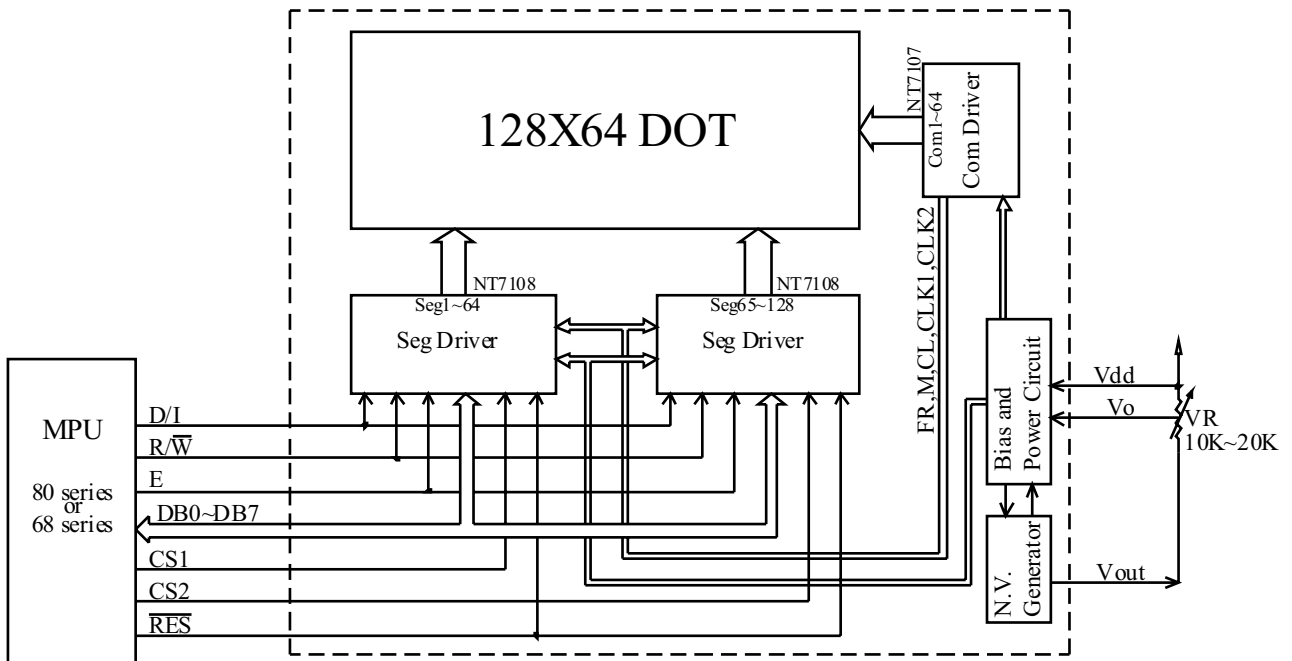 128X64 DOT
NT7107
Com1~64
Com Driver
NT7108
Seg1~64
Seg Driver
NT7108
Seg65~128
Seg Driver
FR,M,CL,CLK1,CLK2
Bias and
Power Circuit
Vdd
Vo
VR
10K~20K
MPU
80 series
or
68 series
D/I
R/W̅
E
DB0~DB7
CS1
CS2
R̅E̅S̅
N.V.
Generator
Vout